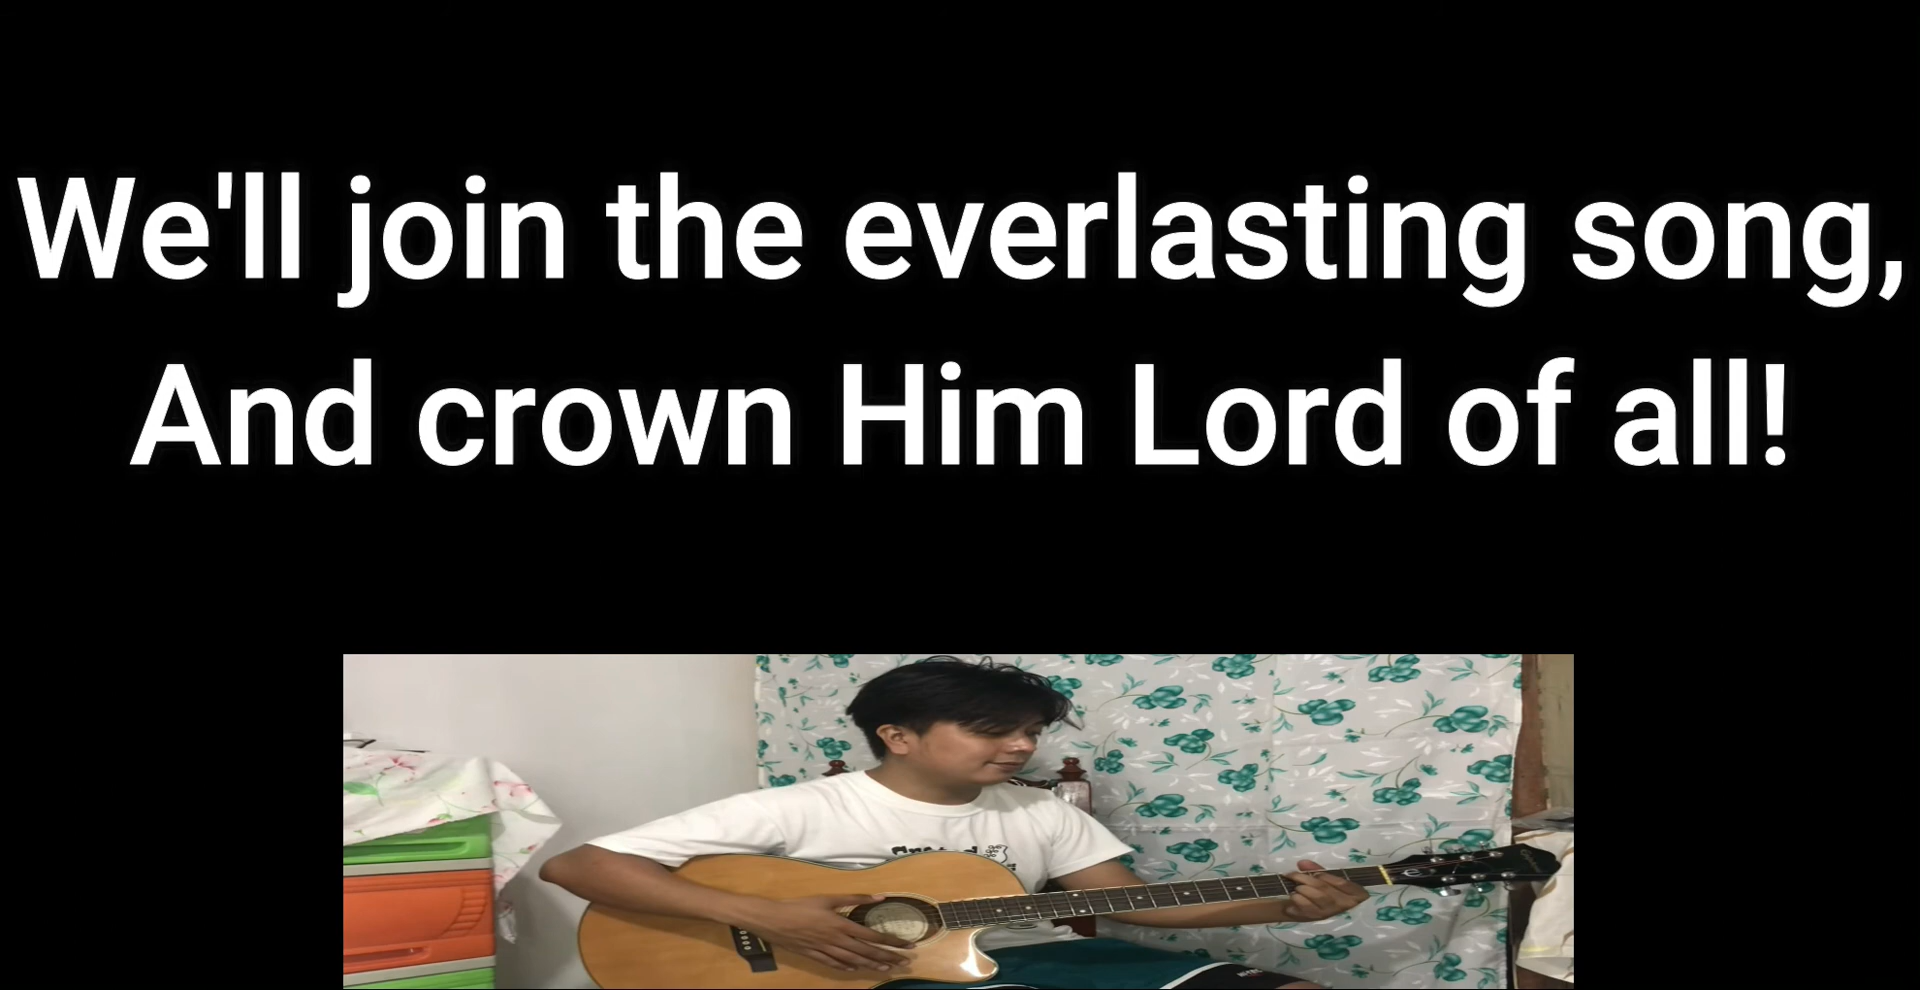 We'll join the everlasting song,
And crown Him Lord of all!